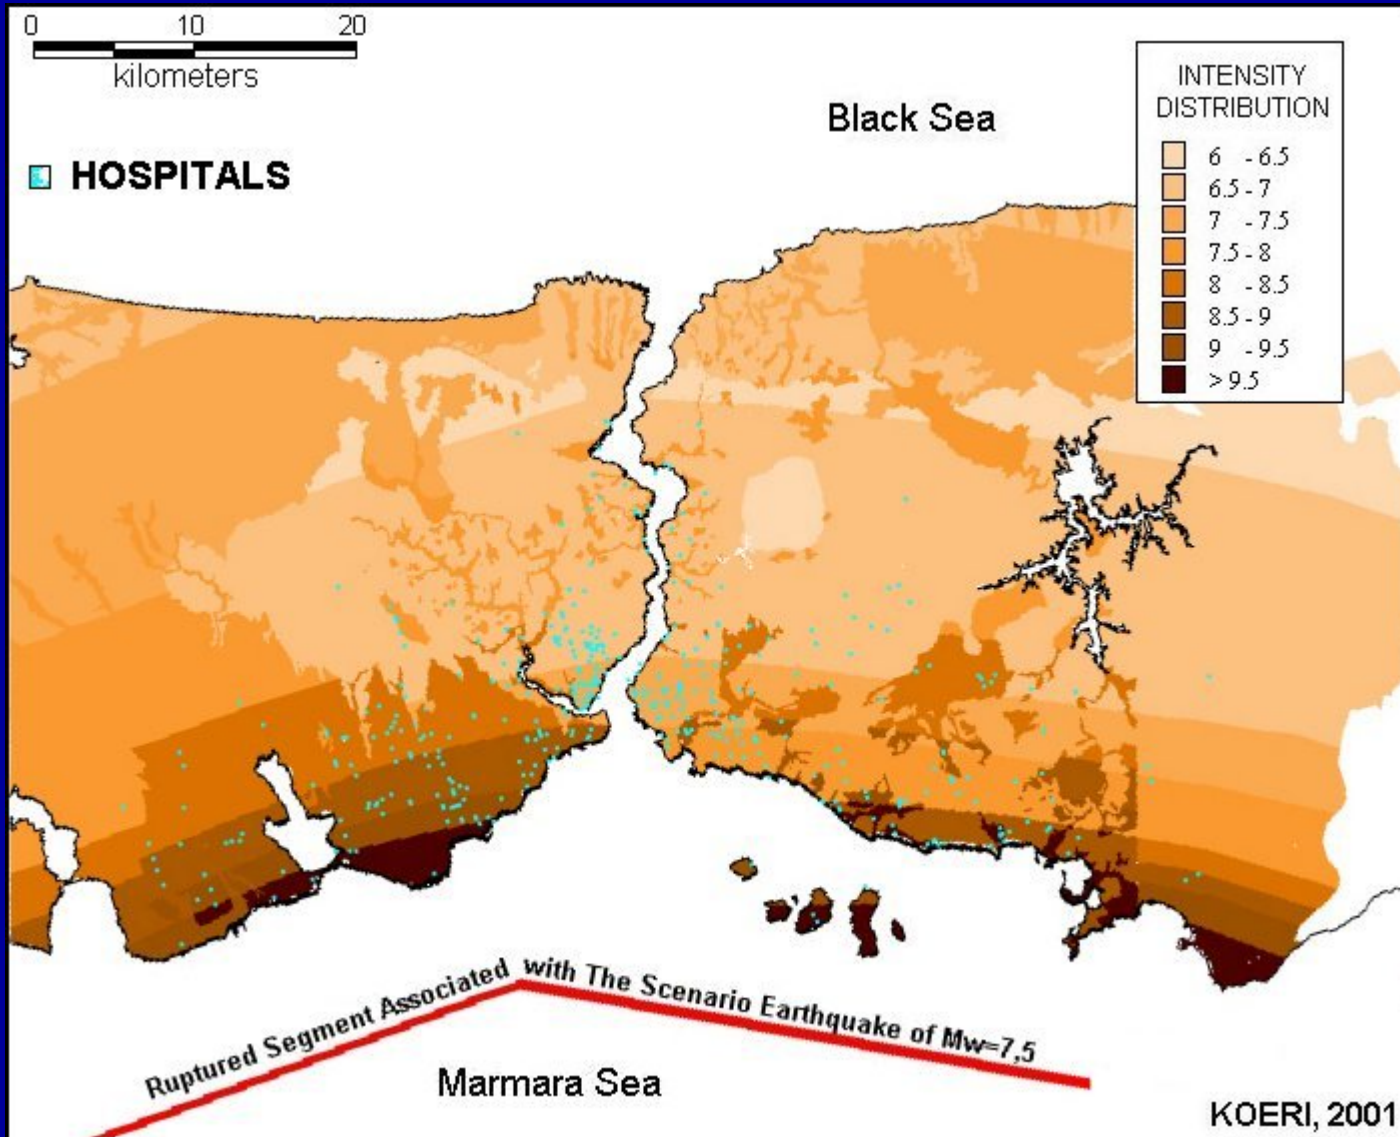 0 10 20
kilometers
HOSPITALS
Black Sea
INTENSITY
DISTRIBUTION
6 - 6.5
6.5 - 7
7 - 7.5
7.5 - 8
8 - 8.5
8.5 - 9
9 - 9.5
> 9.5
Ruptured Segment Associated with The Scenario Earthquake of Mw=7,5
Marmara Sea
KOERI, 2001